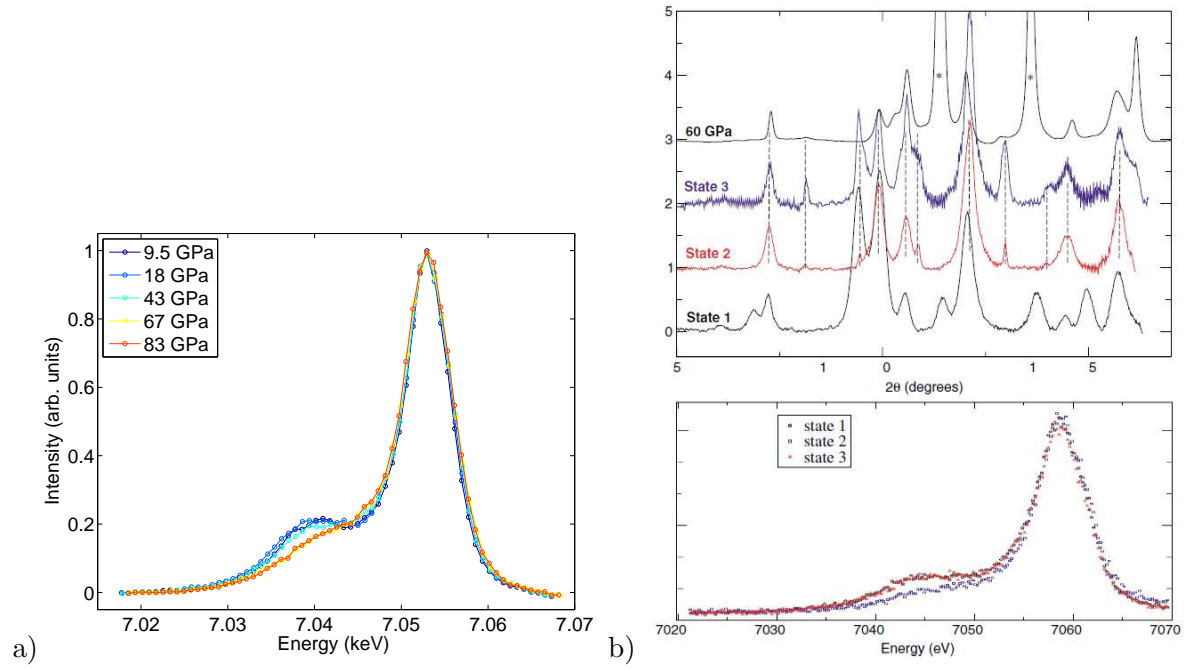 9.5 GPa
18 GPa
43 GPa
67 GPa
83 GPa
1
0.8
0.6
0.4
0.2
0
Intensity (arb. units)
7.02 7.03 7.04 7.05 7.06 7.07
Energy (keV)
a)
5
4
3
2
1
0
* *
60 GPa
State 3
State 2
State 1
5 1 0 1 5
2θ (degrees)
state 1
state 2
state 3
7020 7030 7040 7050 7060 7070
Energy (eV)
b)